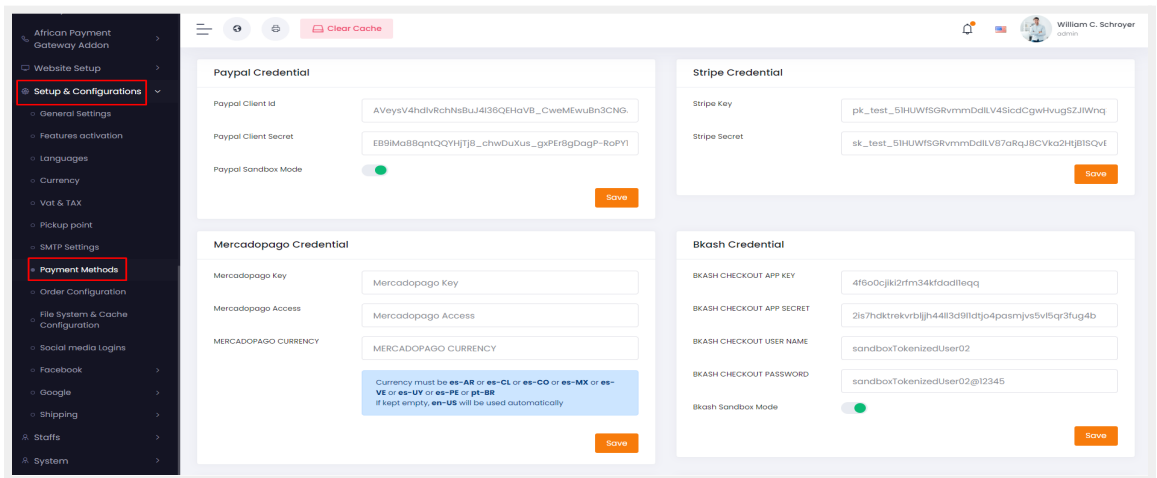 African Payment
Gateway Addon
Website Setup
Setup & Configurations
General Settings
Features activation
Languages
Currency
Vat & TAX
Pickup point
SMTP Settings
Payment Methods
Order Configuration
File System & Cache
Configuration
Social media Logins
Facebook
Google
Shipping
Staffs
System
Clear Cache
William C. Schroyer
admin
Paypal Credential
Paypal Client Id
Paypal Client Secret
Paypal Sandbox Mode
Save
Stripe Credential
Stripe Key
Stripe Secret
Save
Mercadopago Credential
Mercadopago Key
Mercadopago Key
Mercadopago Access
Mercadopago Access
MERCADOPAGO CURRENCY
MERCADOPAGO CURRENCY
Currency must be es-AR or es-CL or es-CO or es-MX or es-
VE or es-UY or es-PE or pt-BR
If kept empty, en-US will be used automatically
Save
Bkash Credential
BKASH CHECKOUT APP KEY
BKASH CHECKOUT APP SECRET
BKASH CHECKOUT USER NAME
sandboxTokenizedUser02
BKASH CHECKOUT PASSWORD
sandboxTokenizedUser02@12345
Bkash Sandbox Mode
Save